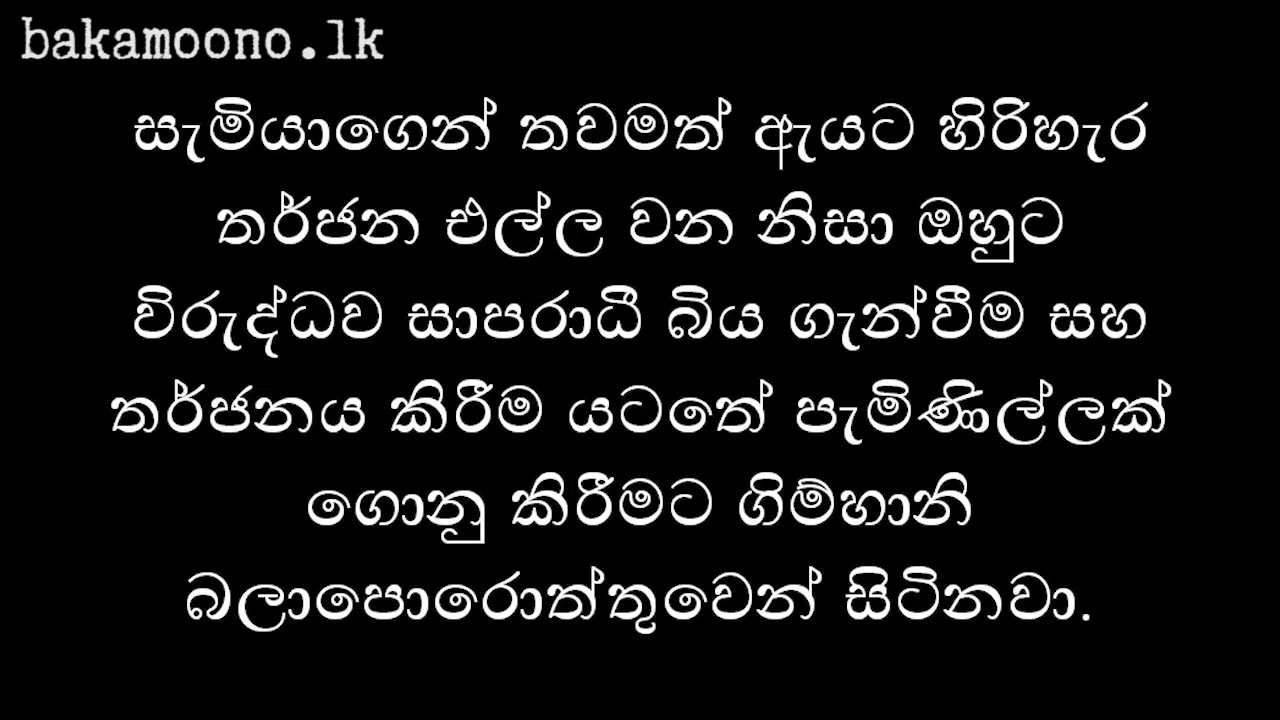 bakamoono.lk
සැමියාගෙන් තවමත් ඇයට හිරිහැර
තර්ජන එල්ල වන නිසා ඔහුට
විරුද්ධව සාපරාධී බිය ගැන්වීම සහ
තර්ජනය කිරීම යටතේ පැමිණිල්ලක්
ගොනු කිරීමට ගිම්හානි
බලාපොරොත්තුවෙන් සිටිනවා.